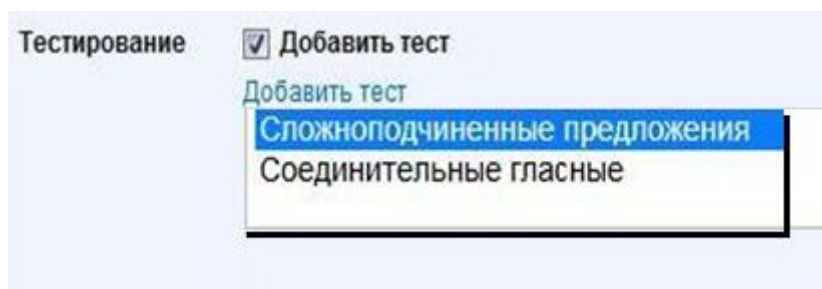 Тестирование Добавить тест
Добавить тест
Сложноподчиненные предложения
Соединительные гласные